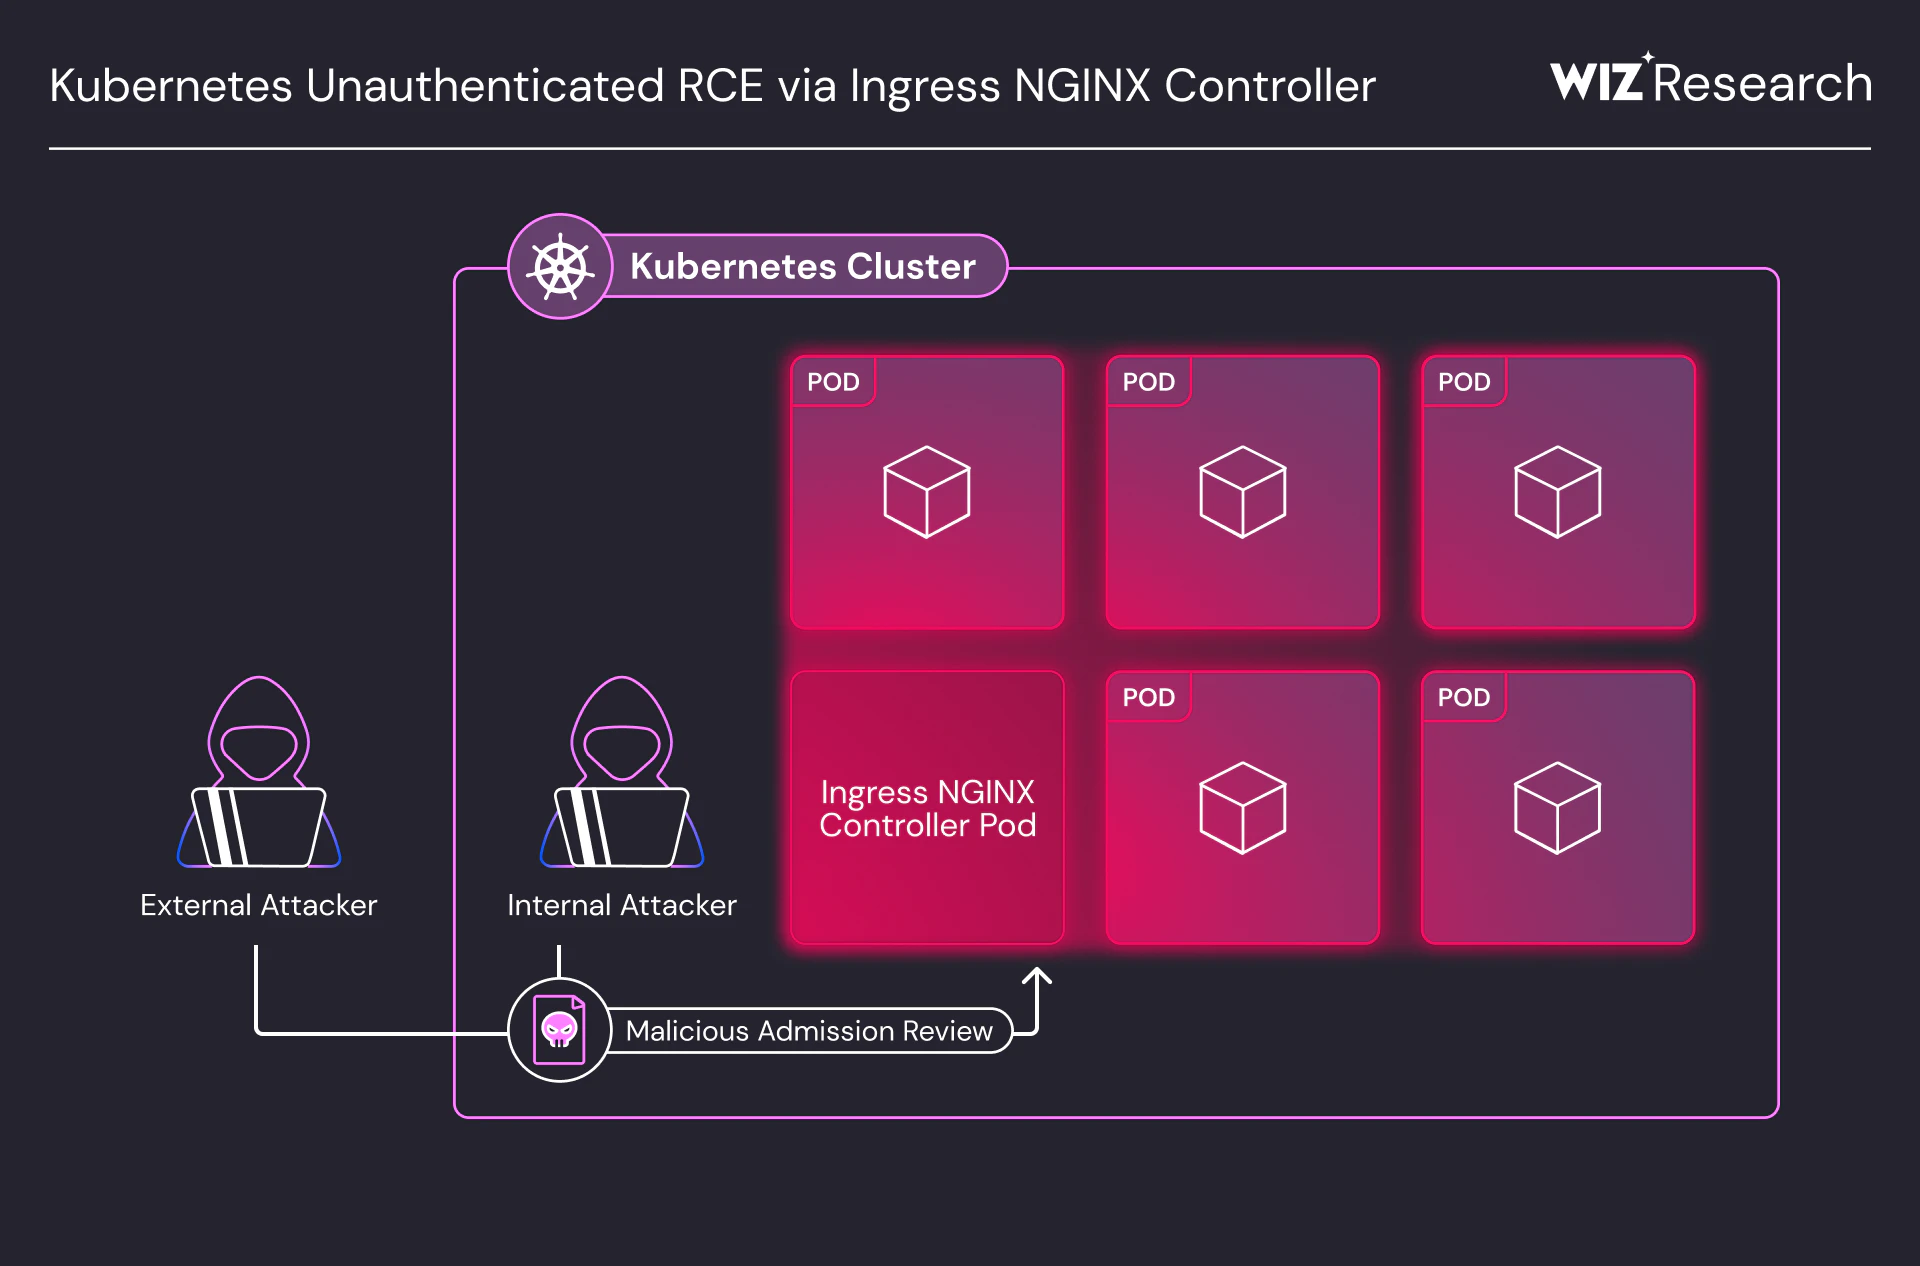 Kubernetes Unauthenticated RCE via Ingress NGINX Controller
WIZ Research
Kubernetes Cluster
POD
POD
POD
Ingress NGINX
Controller Pod
POD
POD
External Attacker
Internal Attacker
Malicious Admission Review